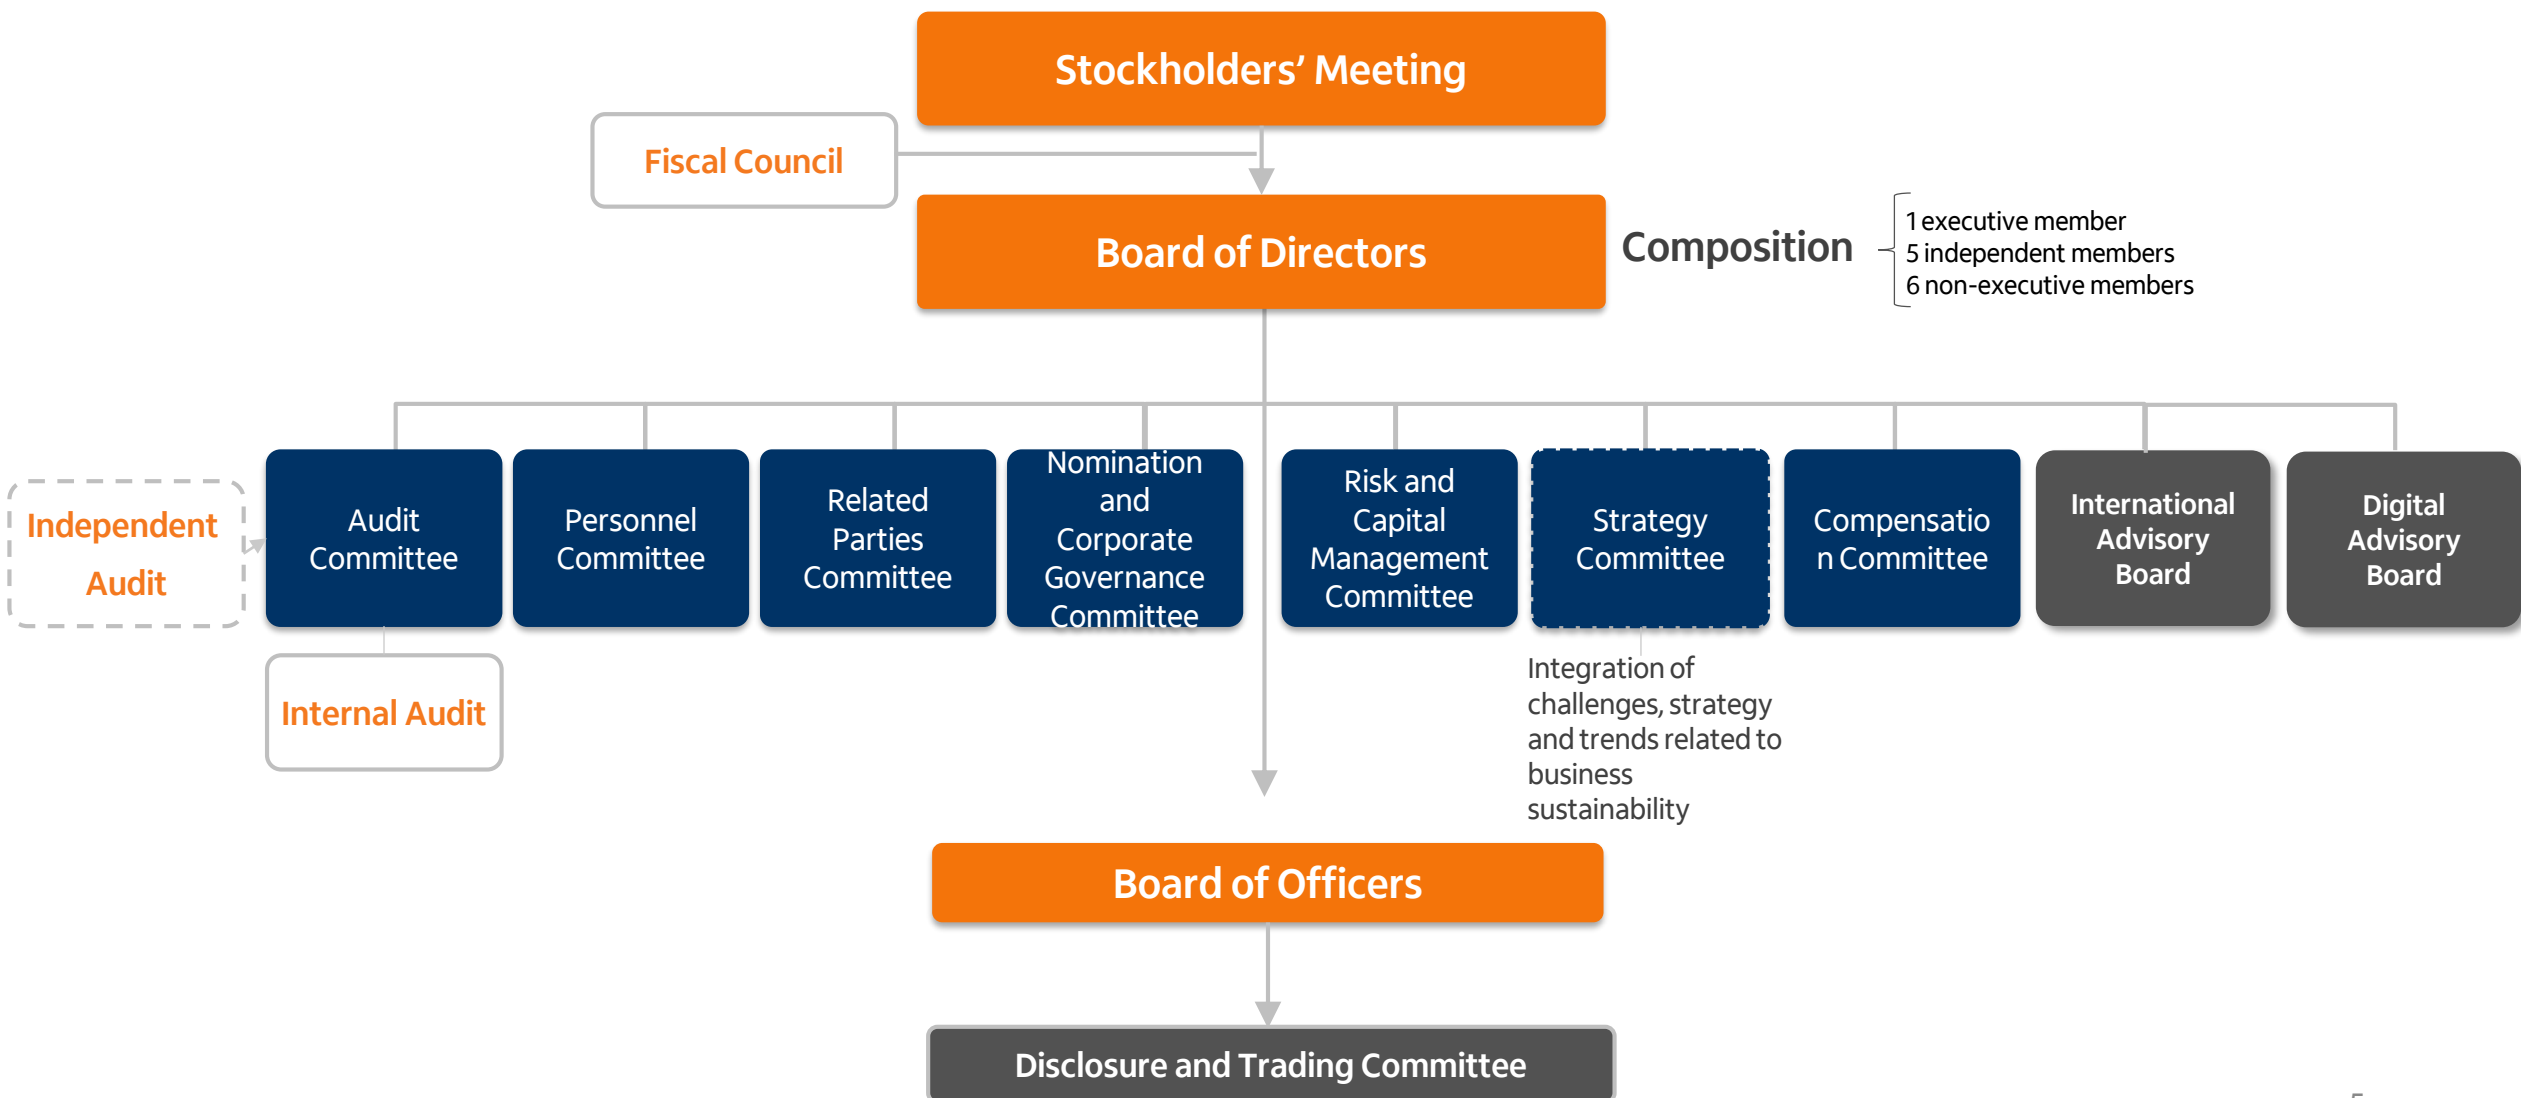 Stockholders' Meeting
Fiscal Council
Board of Directors
Composition
1 executive member
5 independent members
6 non-executive members
Independent
Audit
Audit
Committee
Personnel
Committee
Related
Parties
Committee
Nomination
and
Corporate
Governance
Committee
Risk and
Capital
Management
Committee
Strategy
Committee
Compensatio
n Committee
International
Advisory
Board
Digital
Advisory
Board
Internal Audit
Integration of
challenges, strategy
and trends related to
business
sustainability
Board of Officers
Disclosure and Trading Committee